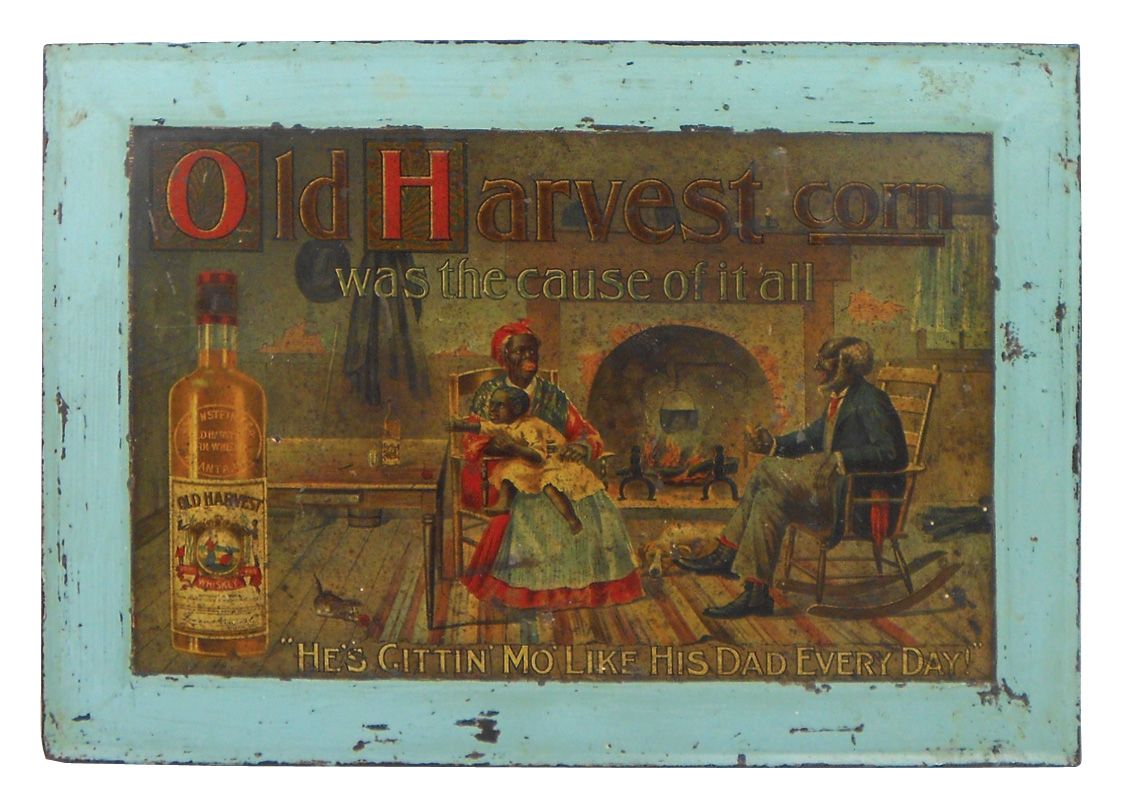 Old Harvest corn
was the cause of it all
OLD HARVEST
WHISKEY
"HE'S GITTIN' MO' LIKE HIS DAD EVERY DAY!"